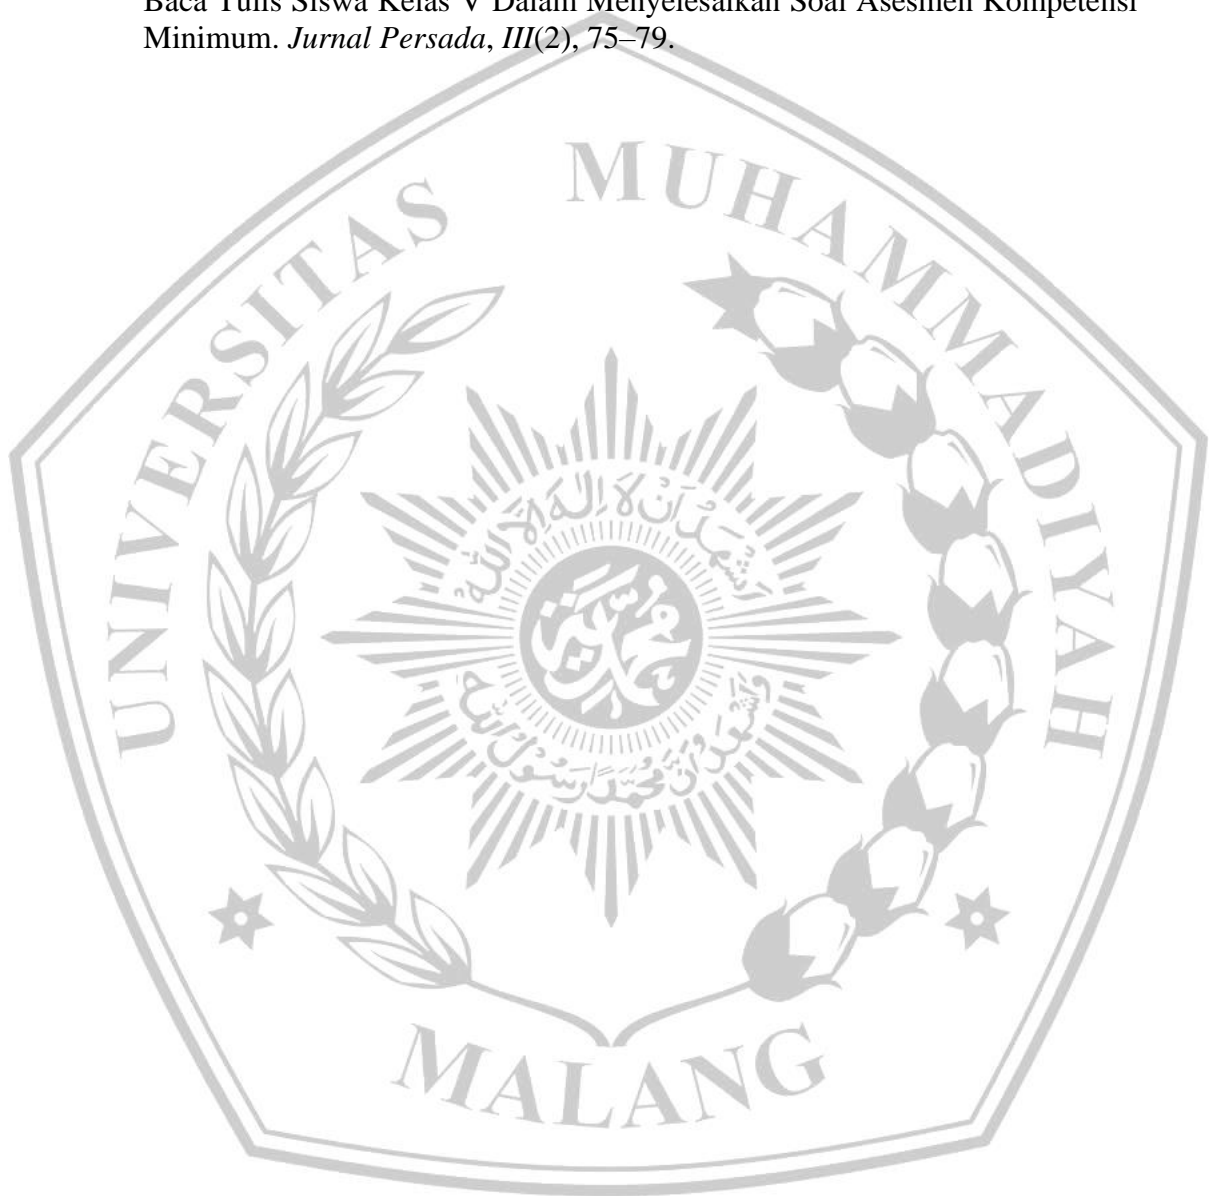 Baca Tulis Siswa Kelas V Dalam Menyelesaikan Soal Asesmen Kompetensi
Minimum. Jurnal Persada, III(2), 75–79.
UNIVERSITAS MUHAMMADIYAH
MALANG